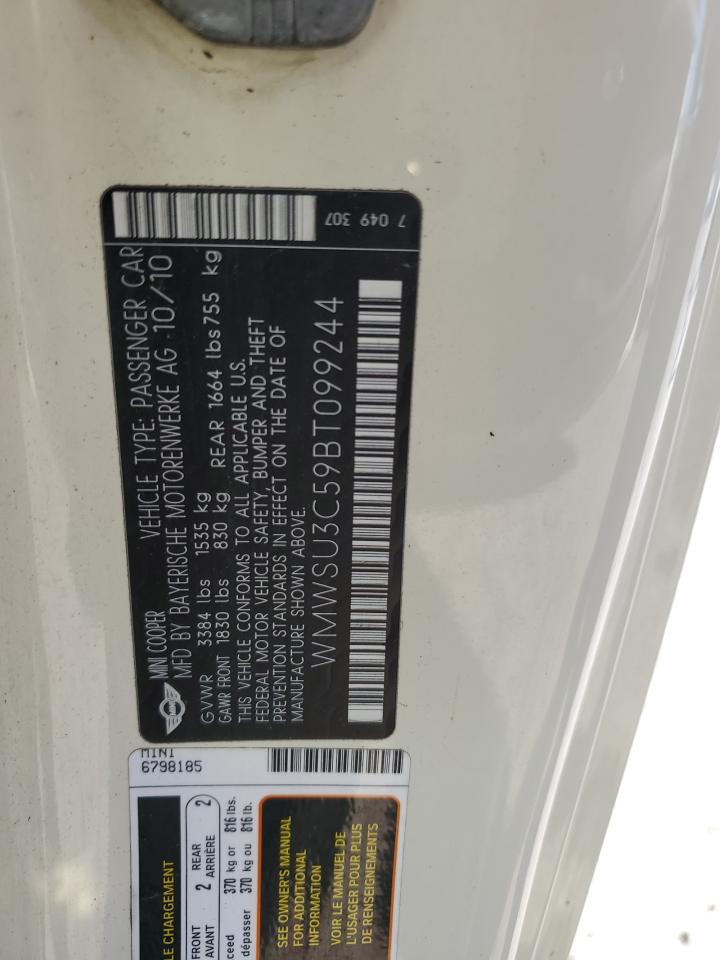 7 049 307
MINI COOPER VEHICLE TYPE: PASSENGER CAR
MFD BY BAYERISCHE MOTORENWERKE AG 10/10
GVWR 3384 lbs 1535 kg
GAWR FRONT 1830 lbs 830 kg REAR 1664 lbs 755 kg
THIS VEHICLE CONFORMS TO ALL APPLICABLE U.S.
FEDERAL MOTOR VEHICLE SAFETY, BUMPER AND THEFT
PREVENTION STANDARDS IN EFFECT ON THE DATE OF
MANUFACTURE SHOWN ABOVE.
WMWSU3C59BT099244
MINI
6798185
LE CHARGEMENT
FRONT 2 REAR 2
AVANT ARRIÈRE
ceed 370 kg or 816 lbs.
dépasser 370 kg ou 816 lb.
SEE OWNER'S MANUAL
FOR ADDITIONAL
INFORMATION
VOIR LE MANUEL DE
L'USAGER POUR PLUS
DE RENSEIGNEMENTS